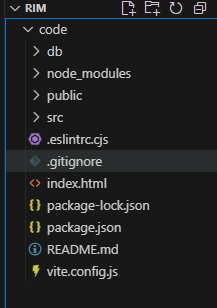 RIM
code
db
node_modules
public
src
.eslintrc.cjs
.gitignore
index.html
package-lock.json
package.json
README.md
vite.config.js